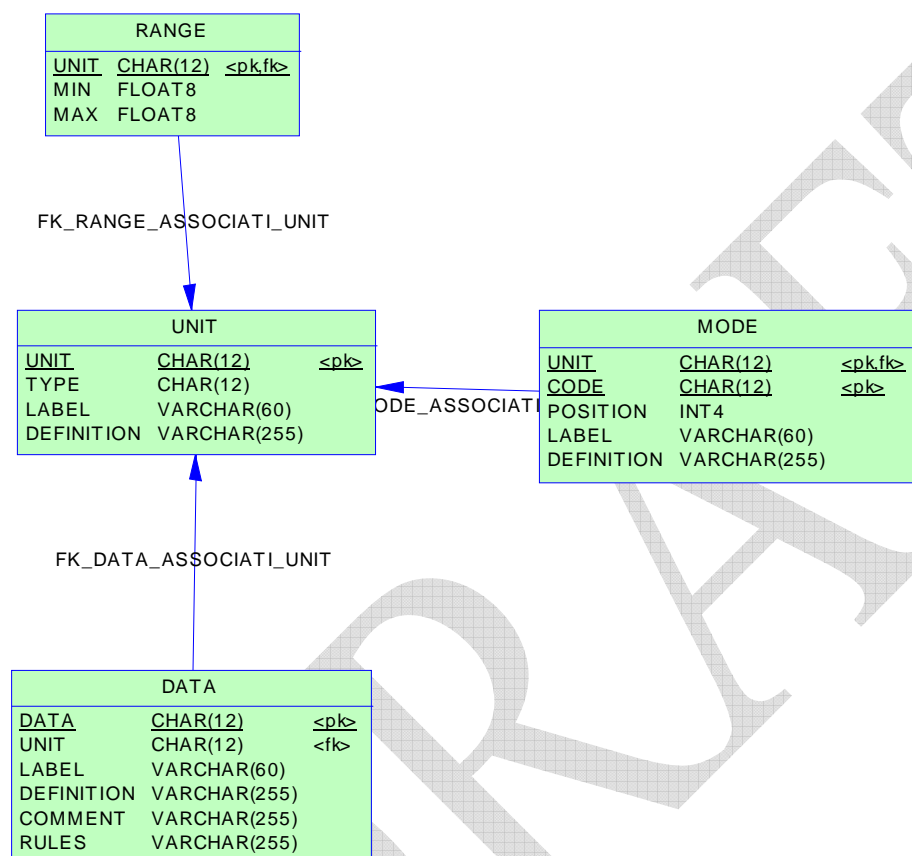 RANGE
UNIT CHAR(12) <pk,fk>
MIN FLOAT8
MAX FLOAT8
FK_RANGE_ASSOCIATI_UNIT
UNIT
UNIT CHAR(12) <pk>
TYPE CHAR(12)
LABEL VARCHAR(60)
DEFINITION VARCHAR(255)
ODE_ASSOCIATI
MODE
UNIT CHAR(12) <pk,fk>
CODE CHAR(12) <pk>
POSITION INT4
LABEL VARCHAR(60)
DEFINITION VARCHAR(255)
FK_DATA_ASSOCIATI_UNIT
DATA
DATA CHAR(12) <pk>
UNIT CHAR(12) <fk>
LABEL VARCHAR(60)
DEFINITION VARCHAR(255)
COMMENT VARCHAR(255)
RULES VARCHAR(255)